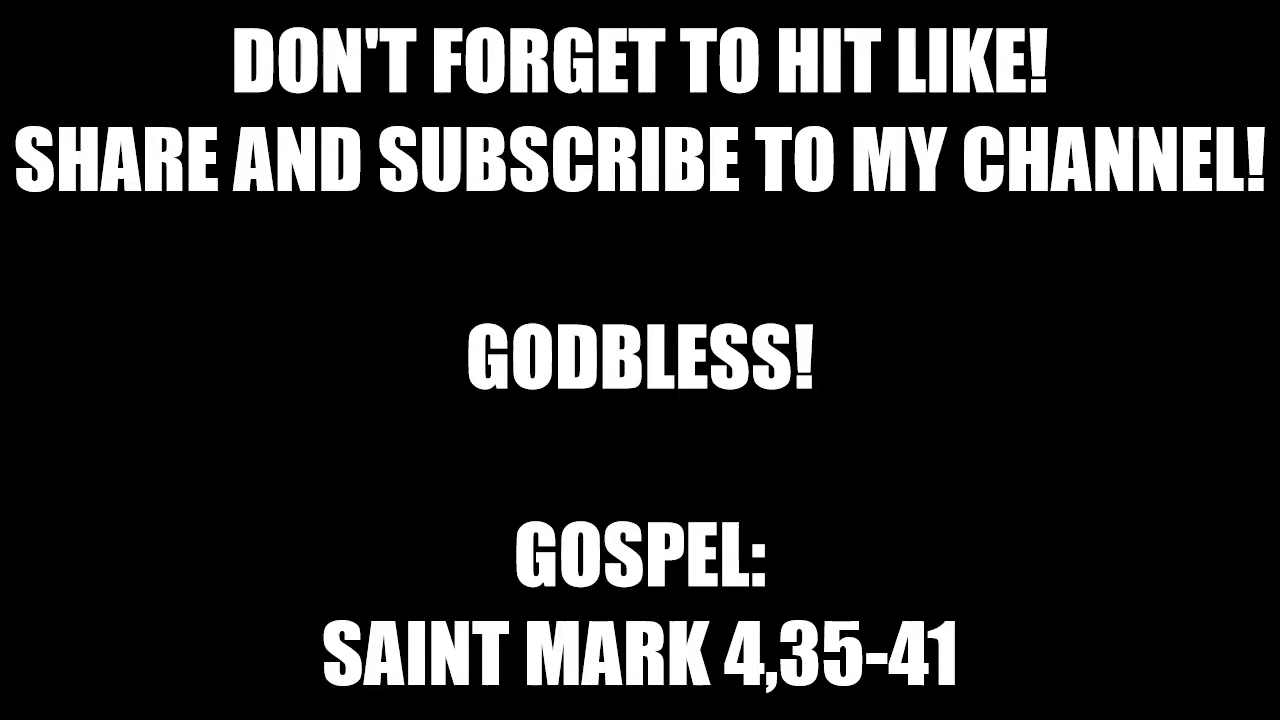 DON'T FORGET TO HIT LIKE!
SHARE AND SUBSCRIBE TO MY CHANNEL!
GODBLESS!
GOSPEL:
SAINT MARK 4,35-41